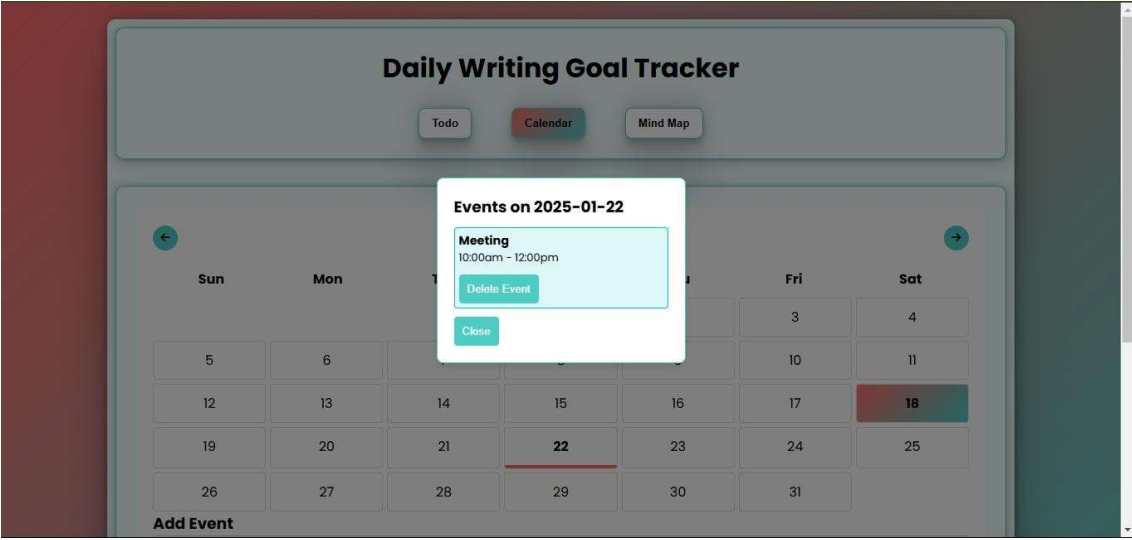 Daily Writing Goal Tracker
Todo Calendar Mind Map
Events on 2025-01-22
Meeting
10:00am - 12:00pm
Delete Event
Close
Sun Mon Fri Sat
3 4
5 6 10 11
12 13 14 15 16 17 18
19 20 21 22 23 24 25
26 27 28 29 30 31
Add Event